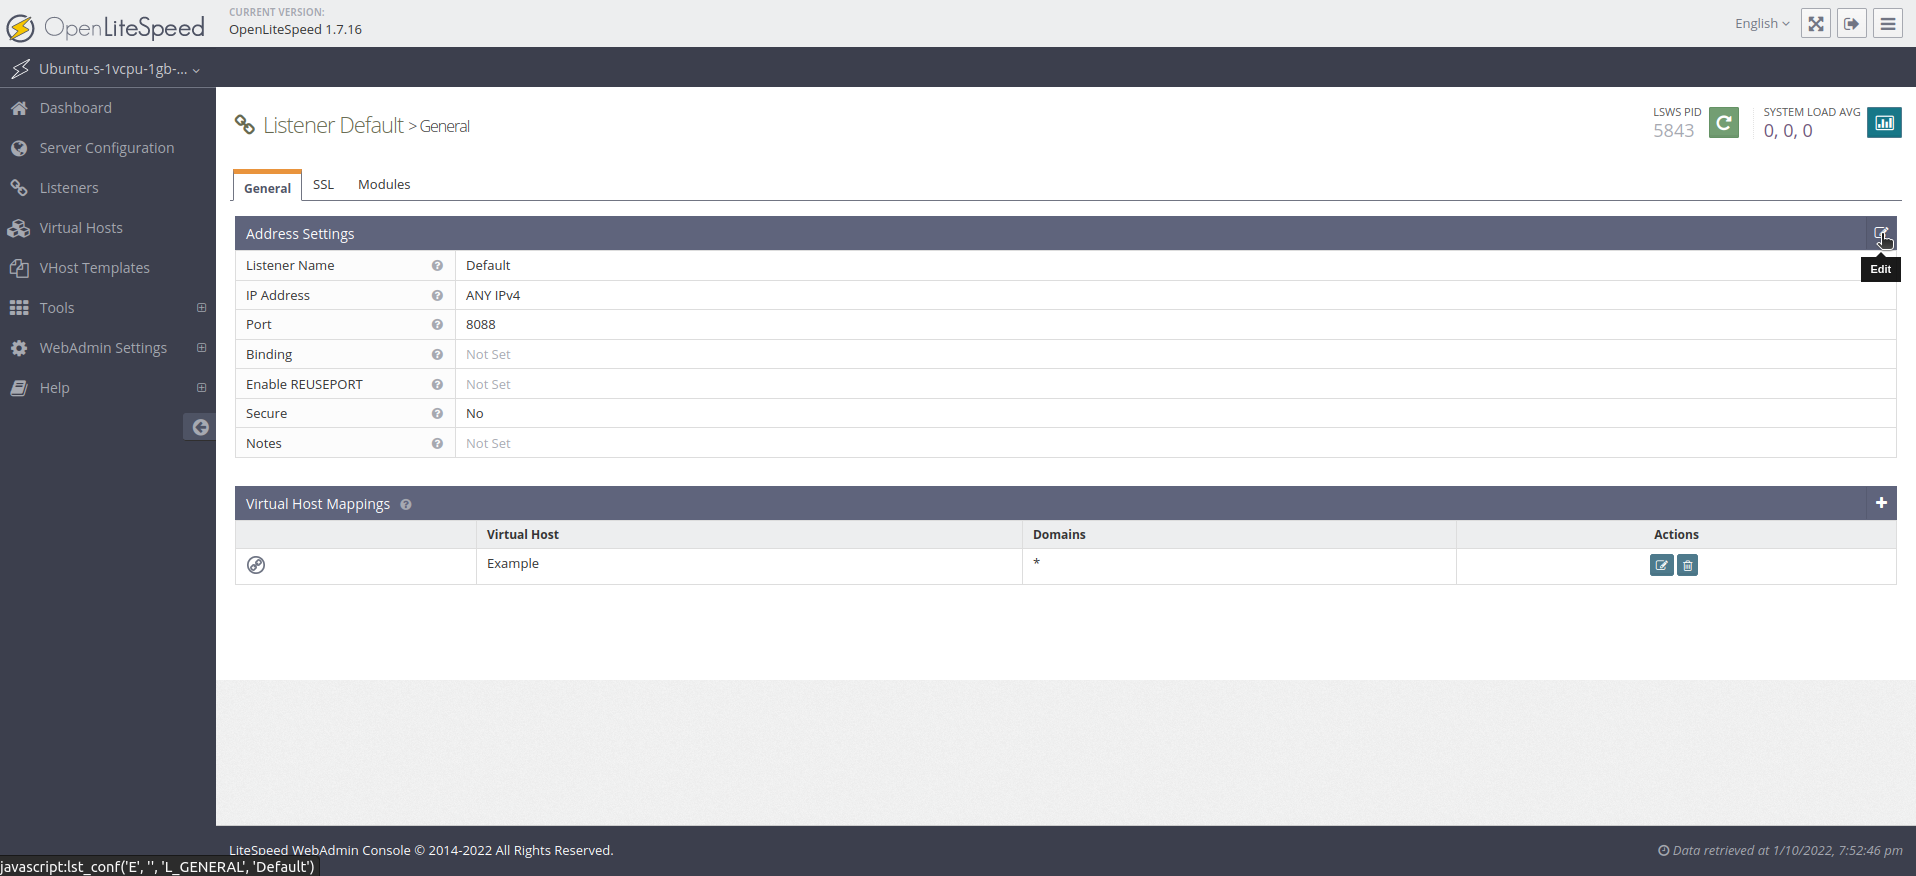 OpenLiteSpeed
CURRENT VERSION:
OpenLiteSpeed 1.7.16
English
Ubuntu-s-1vcpu-1gb-...
Dashboard
Server Configuration
Listeners
Virtual Hosts
VHost Templates
Tools
WebAdmin Settings
Help
Listener Default > General
LSWS PID
5843
SYSTEM LOAD AVG
0, 0, 0
General SSL Modules
Address Settings
Edit
Listener Name Default
IP Address ANY IPv4
Port 8088
Binding Not Set
Enable REUSEPORT Not Set
Secure No
Notes Not Set
Virtual Host Mappings
Virtual Host Domains Actions
Example *
LiteSpeed WebAdmin Console © 2014-2022 All Rights Reserved.
Data retrieved at 1/10/2022, 7:52:46 pm
javascript:lst_conf('E','', 'L_GENERAL', 'Default')